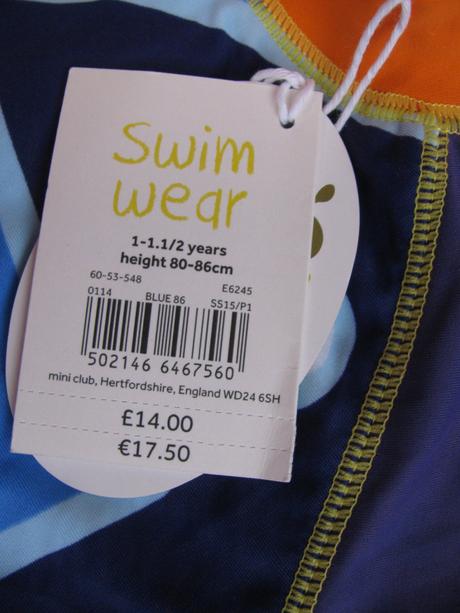 Swim
wear
1-1.1/2 years
height 80-86cm
60-53-548 E6245
0114 BLUE 86 SS15/P1
502146 6467560
mini club, Hertfordshire, England WD24 6SH
£14.00
€17.50